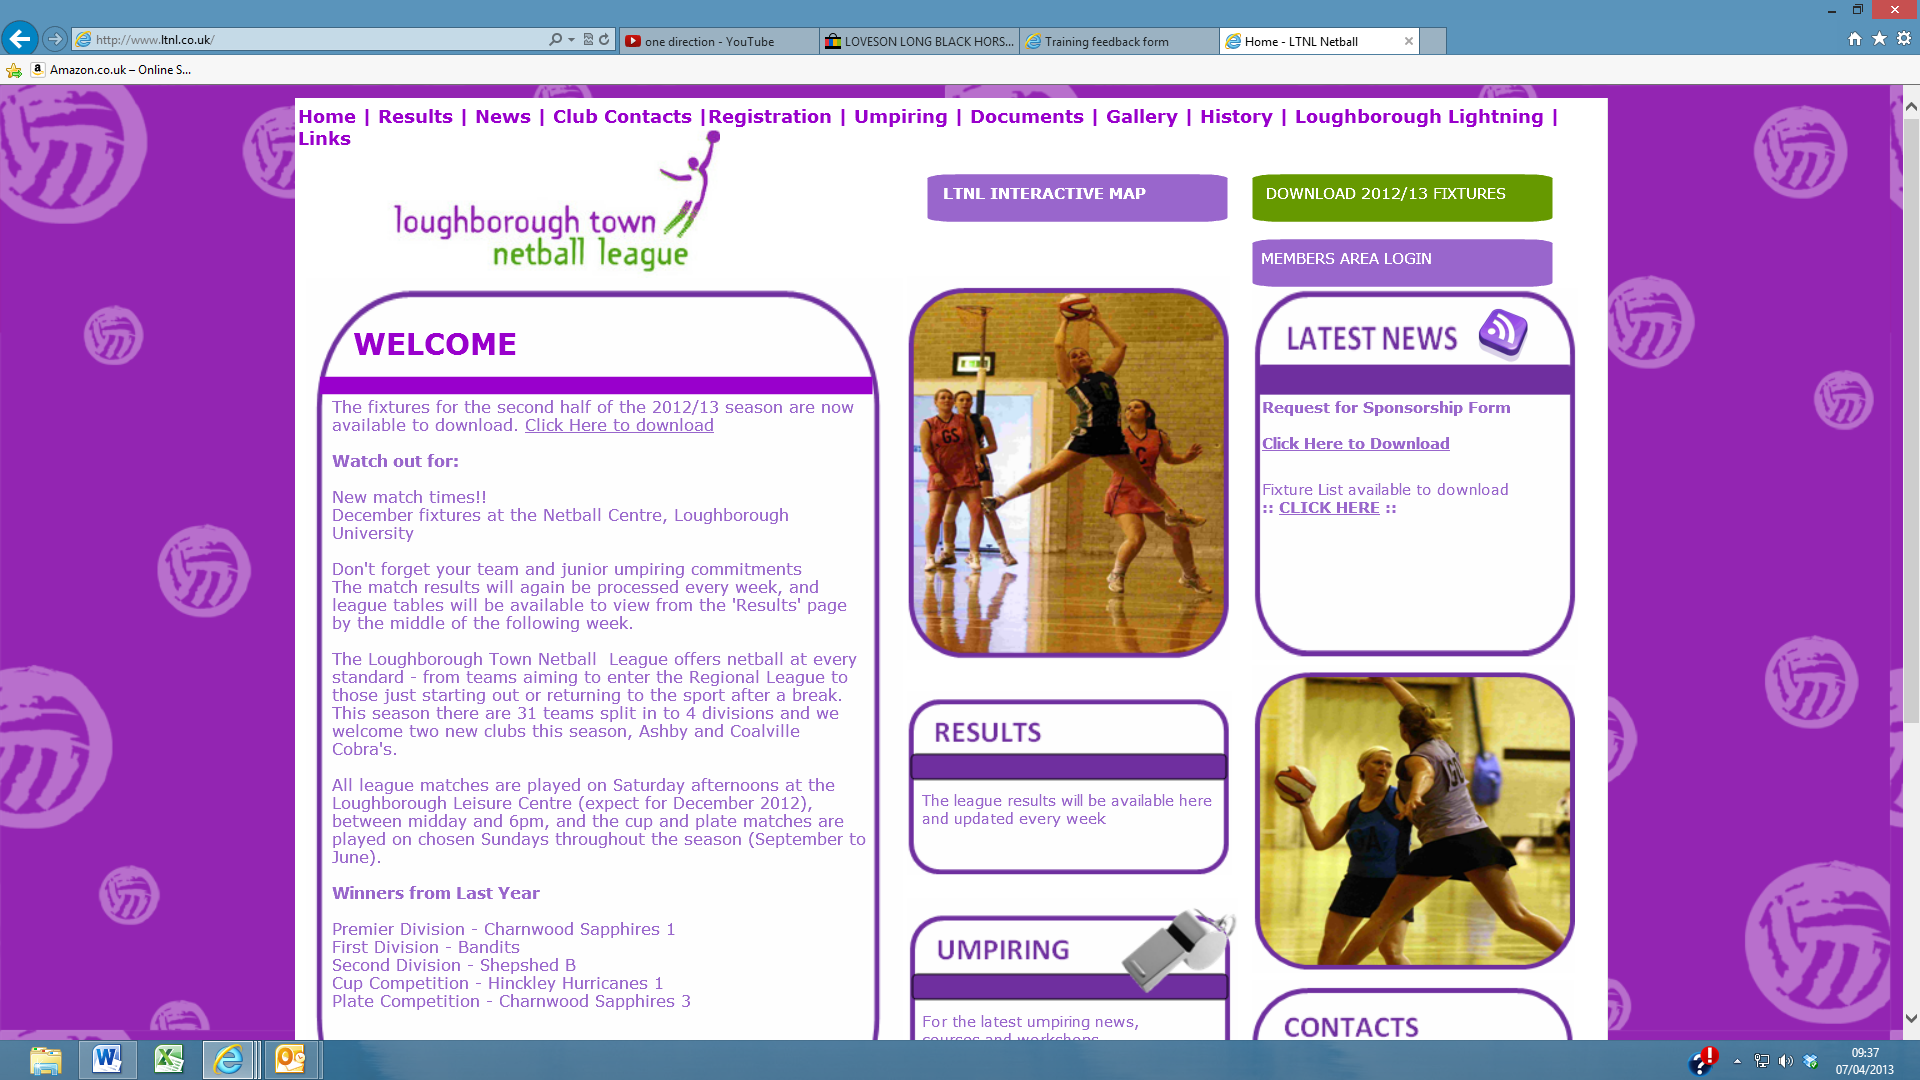 http://www.ltnl.co.uk/
one direction - YouTube
LOVESON LONG BLACK HORS...
Training feedback form
Home - LTNL Netball
Amazon.co.uk – Online S...
Home | Results | News | Club Contacts |Registration | Umpiring | Documents | Gallery | History | Loughborough Lightning |
Links
loughborough town
netball league
LTNL INTERACTIVE MAP
DOWNLOAD 2012/13 FIXTURES
MEMBERS AREA LOGIN
WELCOME
The fixtures for the second half of the 2012/13 season are now
available to download. Click Here to download
Watch out for:
New match times!!
December fixtures at the Netball Centre, Loughborough
University
Don't forget your team and junior umpiring commitments
The match results will again be processed every week, and
league tables will be available to view from the 'Results' page
by the middle of the following week.
The Loughborough Town Netball  League offers netball at every
standard - from teams aiming to enter the Regional League to
those just starting out or returning to the sport after a break.
This season there are 31 teams split in to 4 divisions and we
welcome two new clubs this season, Ashby and Coalville
Cobra's.
All league matches are played on Saturday afternoons at the
Loughborough Leisure Centre (expect for December 2012),
between midday and 6pm, and the cup and plate matches are
played on chosen Sundays throughout the season (September to
June).
Winners from Last Year
Premier Division - Charnwood Sapphires 1
First Division - Bandits
Second Division - Shepshed B
Cup Competition - Hinckley Hurricanes 1
Plate Competition - Charnwood Sapphires 3
GS
C
RESULTS
The league results will be available here
and updated every week
UMPIRING
For the latest umpiring news,
courses and workshops
LATEST NEWS
Request for Sponsorship Form
Click Here to Download
Fixture List available to download
:: CLICK HERE ::
CONTACTS
09:37
07/04/2013